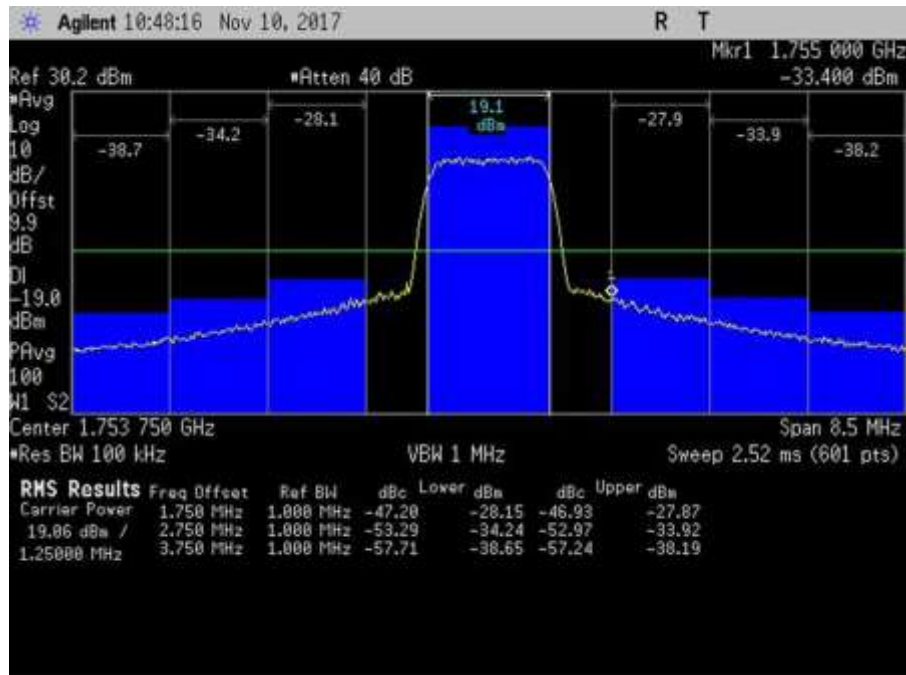 Agilent 10:48:16 Nov 10, 2017 R T
Mkr1 1.755 000 GHz
Ref 30.2 dBm #Atten 40 dB -33.400 dBm
#Avg
Log
10
dB/
Offst
9.9
dB
DI
-19.0
dBm
PAvg
100
W1 S2
-38.7 -34.2 -28.1 19.1 dBm -27.9 -33.9 -38.2
1
Center 1.753 750 GHz Span 8.5 MHz
#Res BW 100 kHz VBW 1 MHz Sweep 2.52 ms (601 pts)
RMS Results Freq Offset Ref BW dBc Lower dBm dBc Upper dBm
Carrier Power 1.750 MHz 1.000 MHz -47.20 -28.15 -46.93 -27.87
19.06 dBm / 2.750 MHz 1.000 MHz -53.29 -34.24 -52.97 -33.92
1.25000 MHz 3.750 MHz 1.000 MHz -57.71 -38.65 -57.24 -38.19